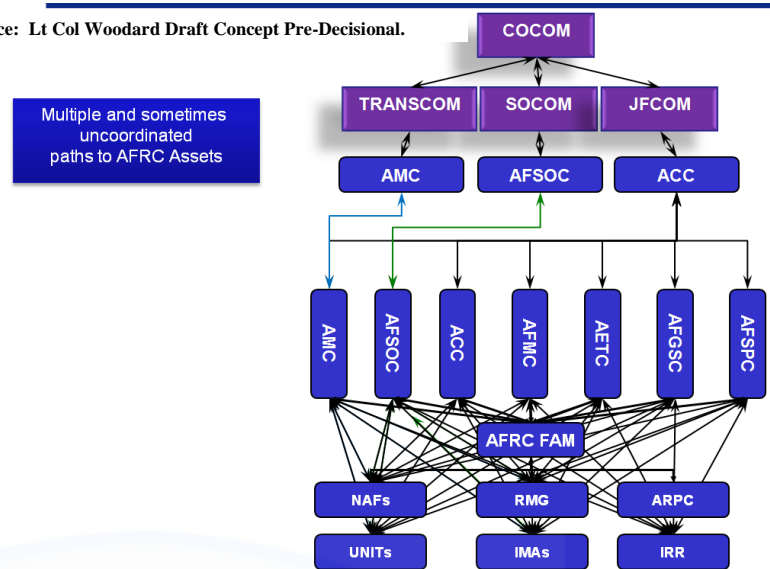 ce: Lt Col Woodard Draft Concept Pre-Decisional.
COCOM
TRANSCOM SOCOM JFCOM
Multiple and sometimes
uncoordinated
paths to AFRC Assets
AMC AFSOC ACC
AMC AFSOC ACC AFMC AETC AFGSC AFSPC
AFRC FAM
NAFs RMG ARPC
UNITs IMAs IRR